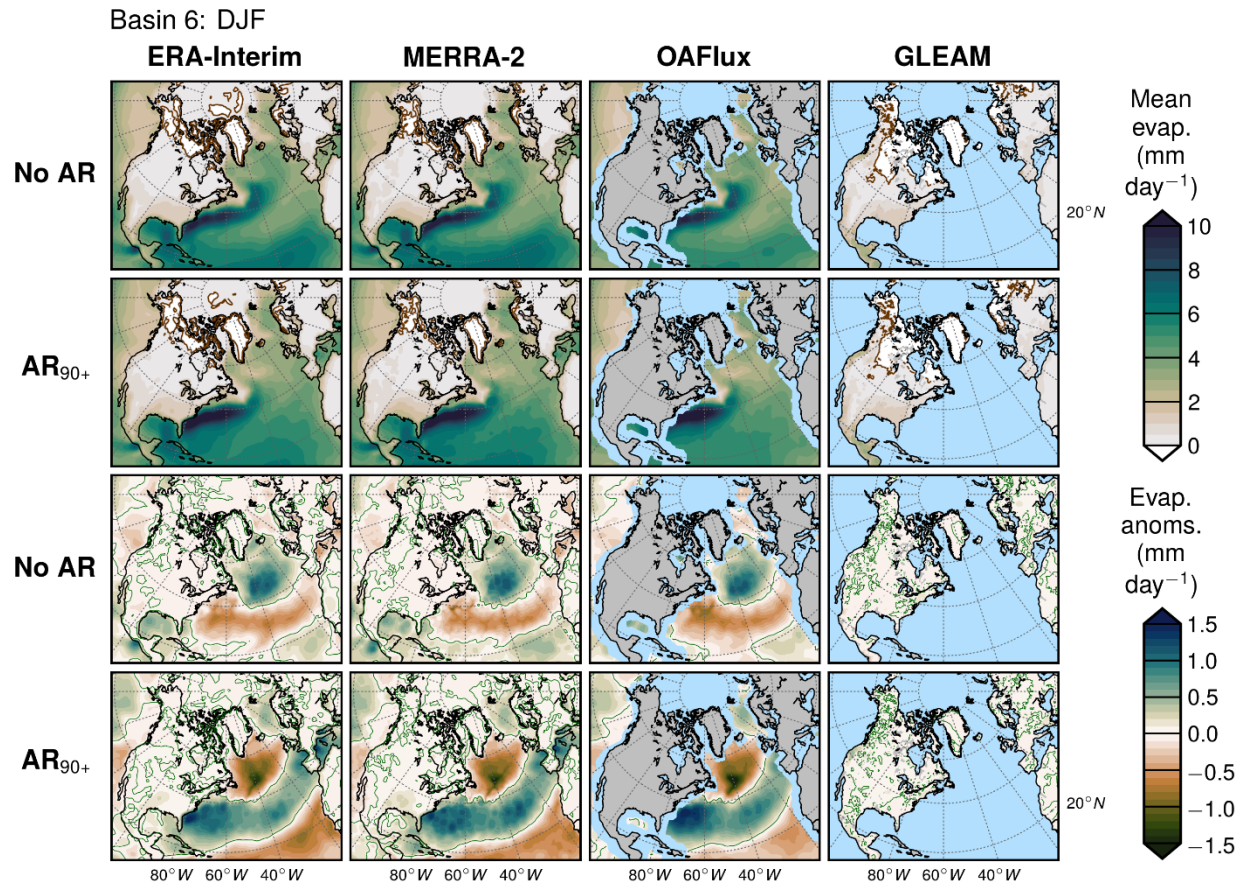 Basin 6: DJF
ERA-Interim MERRA-2 OAFlux GLEAM
No AR
AR₉₀₊
No AR
AR₉₀₊
Mean
evap.
(mm
day⁻¹)
20°N
10
8
6
4
2
0
Evap.
anoms.
(mm
day⁻¹)
20°N
1.5
1.0
0.5
0.0
−0.5
−1.0
−1.5
80°W 60°W 40°W 80°W 60°W 40°W 80°W 60°W 40°W 80°W 60°W 40°W